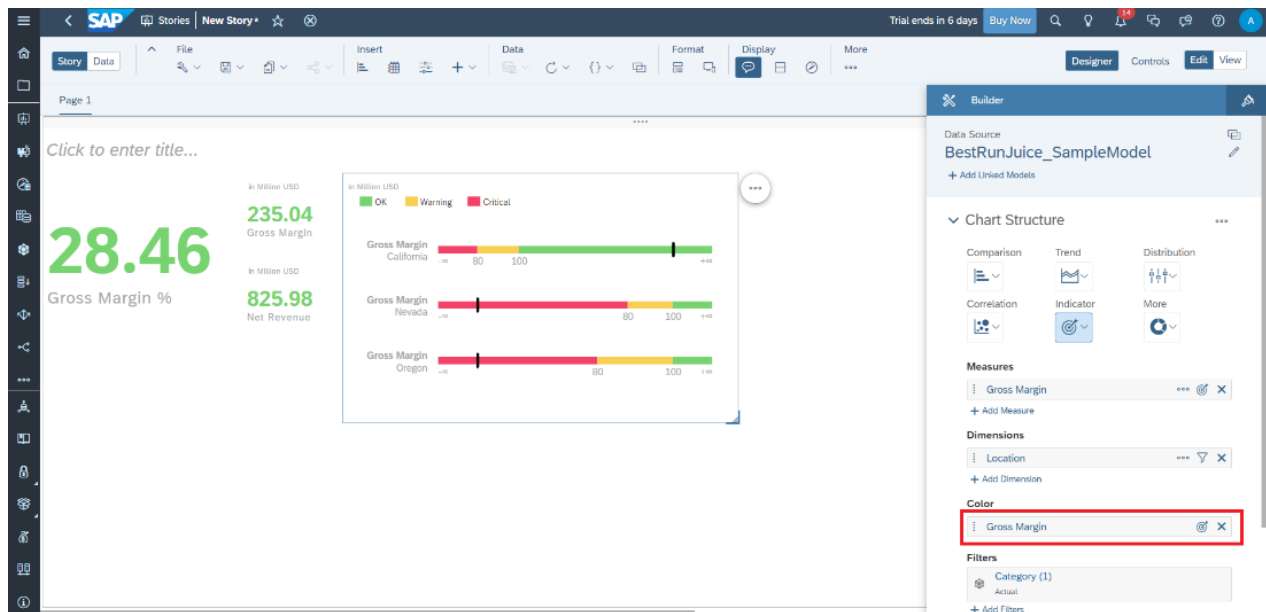 SAP Stories New Story* Trial ends in 6 days Buy Now 14 A
Story Data File Insert Data Format Display More Designer Controls Edit View
Page 1
Builder
Click to enter title...
Data Source
BestRunJuice_SampleModel
+ Add Linked Models
28.46
Gross Margin %
in Million USD
235.04
Gross Margin
in Million USD
825.98
Net Revenue
in Million USD
OK Warning Critical
Gross Margin
California
-∞ 80 100 +∞
Gross Margin
Nevada
-∞ 80 100 +∞
Gross Margin
Oregon
-∞ 80 100 +∞
Chart Structure
Comparison Trend Distribution
Correlation Indicator More
Measures
Gross Margin
+ Add Measure
Dimensions
Location
+ Add Dimension
Color
Gross Margin
Filters
Category (1)
Actual
+ Add Filters